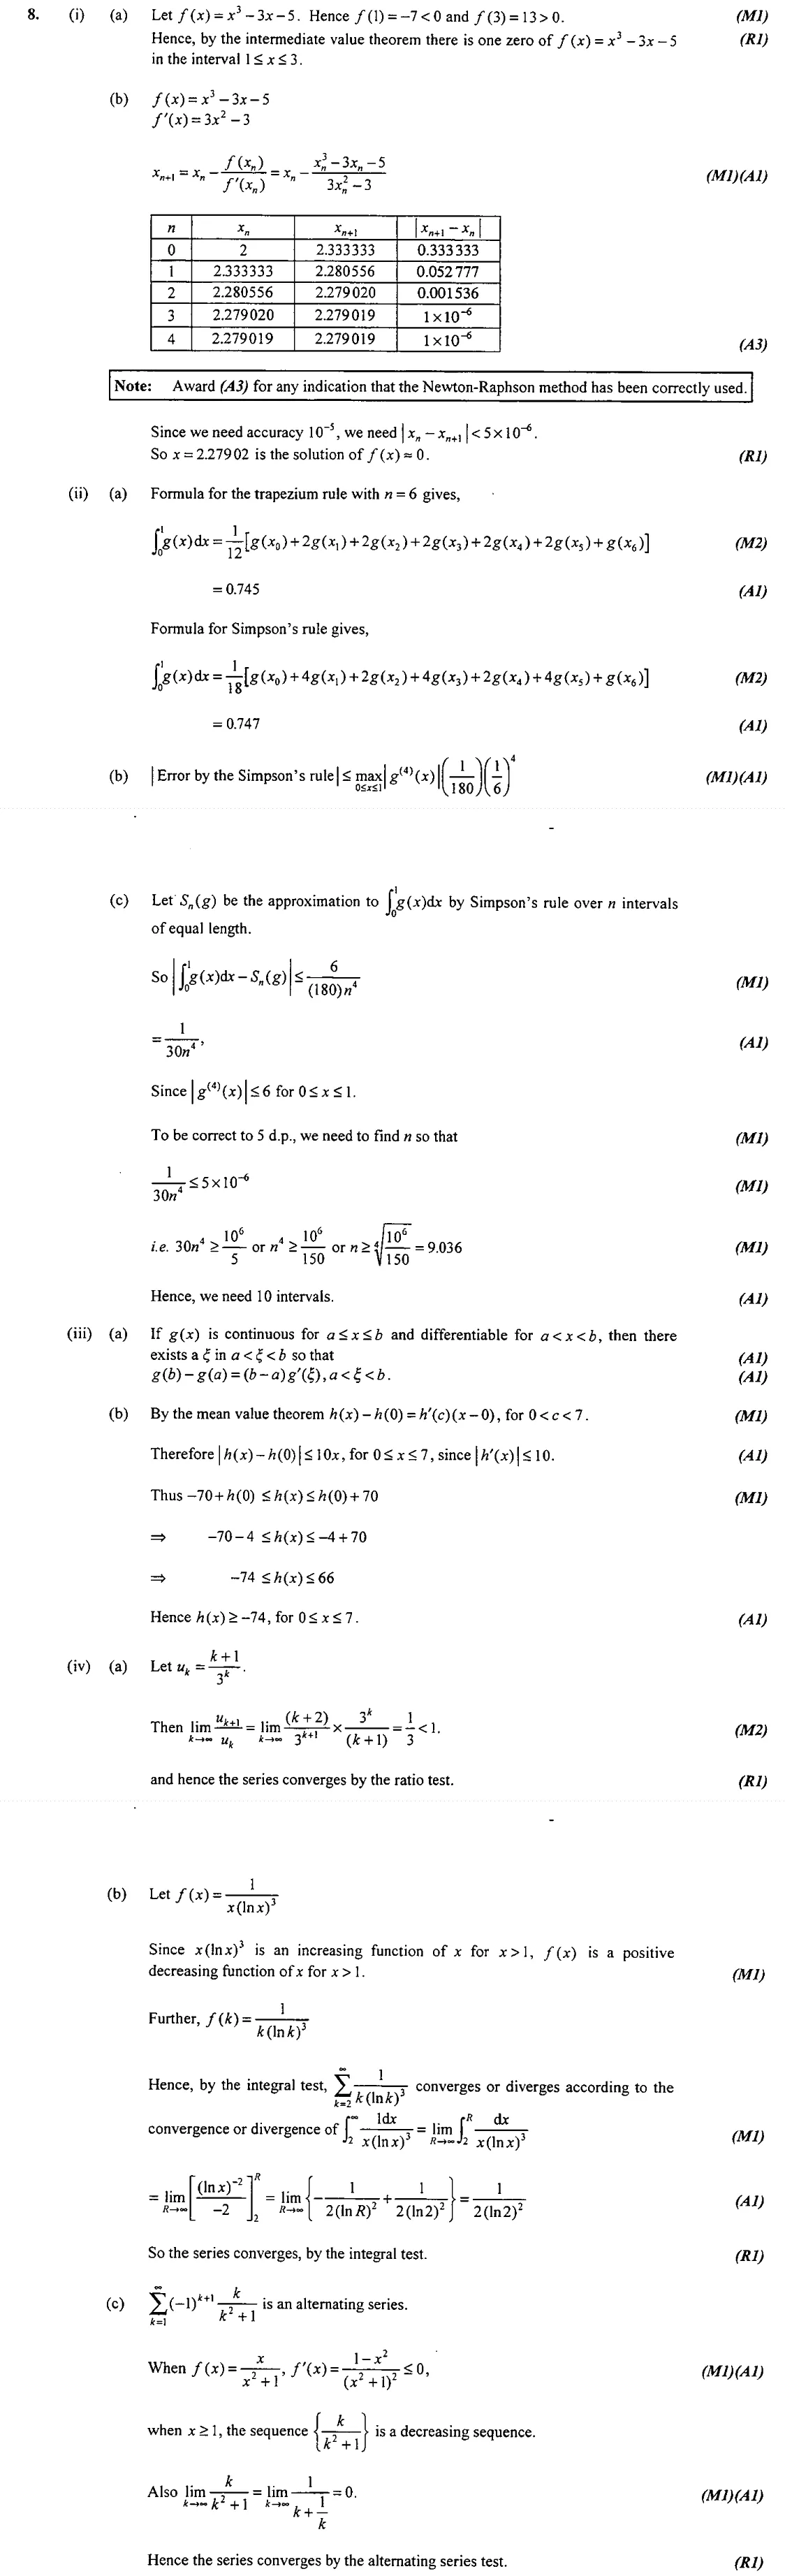 8. (i) (a) Let f(x) = x³ − 3x − 5. Hence f(1) = −7 < 0 and f(3) = 13 > 0. (M1)
Hence, by the intermediate value theorem there is one zero of f(x) = x³ − 3x − 5 (R1)
in the interval 1 ≤ x ≤ 3.
(b) f(x) = x³ − 3x − 5
f′(x) = 3x² − 3
xₙ₊₁ = xₙ − f(xₙ)/f′(xₙ) = xₙ − (xₙ³ − 3xₙ − 5)/(3xₙ² − 3) (M1)(A1)
n xₙ xₙ₊₁ |xₙ₊₁ − xₙ|
0 2 2.333333 0.333333
1 2.333333 2.280556 0.052777
2 2.280556 2.279020 0.001536
3 2.279020 2.279019 1×10⁻⁶
4 2.279019 2.279019 1×10⁻⁶ (A3)
Note: Award (A3) for any indication that the Newton-Raphson method has been correctly used.
Since we need accuracy 10⁻⁵, we need |xₙ − xₙ₊₁| < 5×10⁻⁶.
So x = 2.27902 is the solution of f(x) = 0. (R1)
(ii) (a) Formula for the trapezium rule with n = 6 gives,
∫₀¹ g(x)dx = 1/12 [g(x₀) + 2g(x₁) + 2g(x₂) + 2g(x₃) + 2g(x₄) + 2g(x₅) + g(x₆)] (M2)
= 0.745 (A1)
Formula for Simpson's rule gives,
∫₀¹ g(x)dx = 1/18 [g(x₀) + 4g(x₁) + 2g(x₂) + 4g(x₃) + 2g(x₄) + 4g(x₅) + g(x₆)] (M2)
= 0.747 (A1)
(b) |Error by the Simpson's rule| ≤ max 0≤x≤1 |g⁽⁴⁾(x)| (1/180)(1/6)⁴ (M1)(A1)
(c) Let Sₙ(g) be the approximation to ∫₀¹ g(x)dx by Simpson's rule over n intervals
of equal length.
So |∫₀¹ g(x)dx − Sₙ(g)| ≤ 6/((180)n⁴) (M1)
= 1/(30n⁴), (A1)
Since |g⁽⁴⁾(x)| ≤ 6 for 0 ≤ x ≤ 1.
To be correct to 5 d.p., we need to find n so that (M1)
1/(30n⁴) ≤ 5×10⁻⁶ (M1)
i.e. 30n⁴ ≥ 10⁶/5 or n⁴ ≥ 10⁶/150 or n ≥ ⁴√(10⁶/150) = 9.036 (M1)
Hence, we need 10 intervals. (A1)
(iii) (a) If g(x) is continuous for a ≤ x ≤ b and differentiable for a < x < b, then there
exists a ξ in a < ξ < b so that (A1)
g(b) − g(a) = (b − a)g′(ξ), a < ξ < b. (A1)
(b) By the mean value theorem h(x) − h(0) = h′(c)(x − 0), for 0 < c < 7. (M1)
Therefore |h(x) − h(0)| ≤ 10x, for 0 ≤ x ≤ 7, since |h′(x)| ≤ 10. (A1)
Thus −70 + h(0) ≤ h(x) ≤ h(0) + 70 (M1)
⇒ −70 − 4 ≤ h(x) ≤ −4 + 70
⇒ −74 ≤ h(x) ≤ 66
Hence h(x) ≥ −74, for 0 ≤ x ≤ 7. (A1)
(iv) (a) Let uₖ = (k+1)/3ᵏ.
Then lim k→∞ uₖ₊₁/uₖ = lim k→∞ (k+2)/3ᵏ⁺¹ × 3ᵏ/(k+1) = 1/3 < 1. (M2)
and hence the series converges by the ratio test. (R1)
(b) Let f(x) = 1/(x(ln x)³)
Since x(ln x)³ is an increasing function of x for x > 1, f(x) is a positive
decreasing function of x for x > 1. (M1)
Further, f(k) = 1/(k(ln k)³)
Hence, by the integral test, ∑ k=2 ∞ 1/(k(ln k)³) converges or diverges according to the
convergence or divergence of ∫₂^∞ 1dx/(x(ln x)³) = lim R→∞ ∫₂ᴿ dx/(x(ln x)³) (M1)
= lim R→∞ [(ln x)⁻²/−2]₂ᴿ = lim R→∞ {−1/(2(ln R)²) + 1/(2(ln 2)²)} = 1/(2(ln 2)²) (A1)
So the series converges, by the integral test. (R1)
(c) ∑ k=1 ∞ (−1)ᵏ⁺¹ k/(k²+1) is an alternating series.
When f(x) = x/(x²+1), f′(x) = (1−x²)/(x²+1)² ≤ 0, (M1)(A1)
when x ≥ 1, the sequence {k/(k²+1)} is a decreasing sequence.
Also lim k→∞ k/(k²+1) = lim k→∞ 1/(k + 1/k) = 0. (M1)(A1)
Hence the series converges by the alternating series test. (R1)